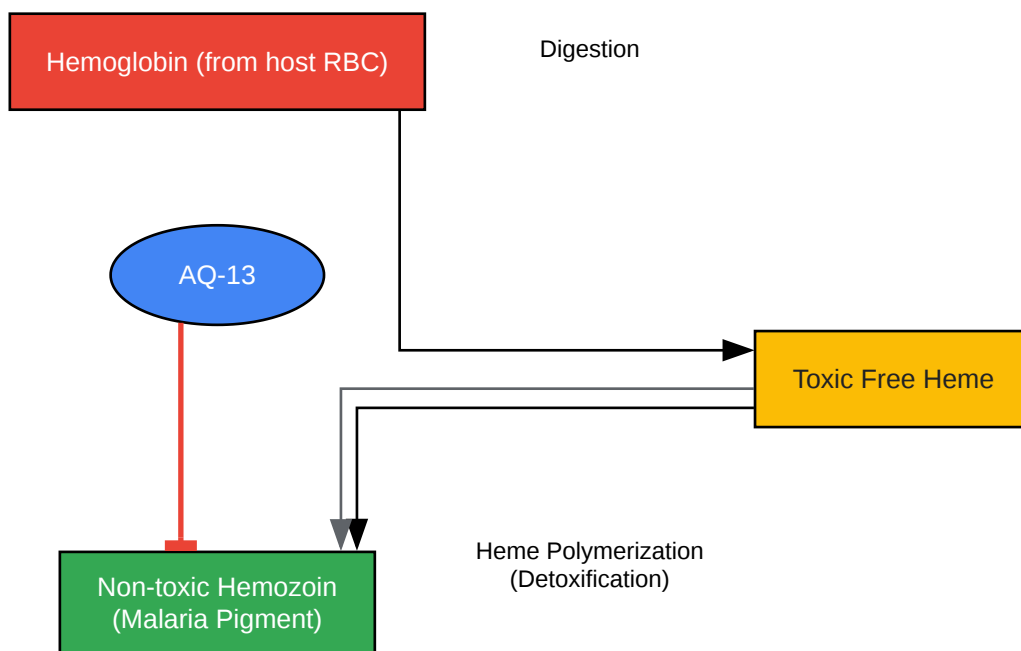 Hemoglobin (from host RBC)
Digestion
AQ-13
Toxic Free Heme
Heme Polymerization
(Detoxification)
Non-toxic Hemozoin
(Malaria Pigment)